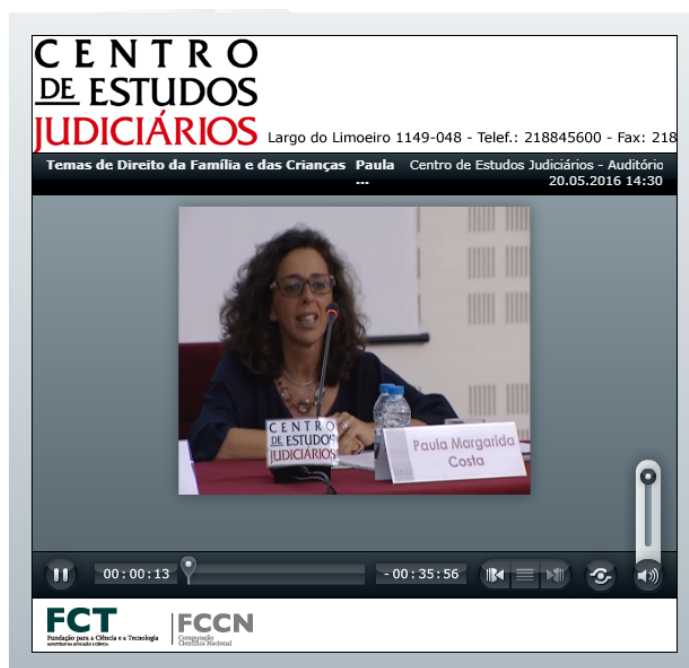 CENTRO
DE ESTUDOS
JUDICIÁRIOS
Largo do Limoeiro 1149-048 - Telef.: 218845600 - Fax: 218
Temas de Direito da Família e das Crianças Paula
---
Centro de Estudos Judiciários - Auditório
20.05.2016 14:30
CENTRO
DE ESTUDOS
JUDICIÁRIOS
Paula Margarida
Costa
00:00:13
- 00:35:56
FCT
Fundação para a Ciência e a Tecnologia
FCCN
Computação
Científica Nacional